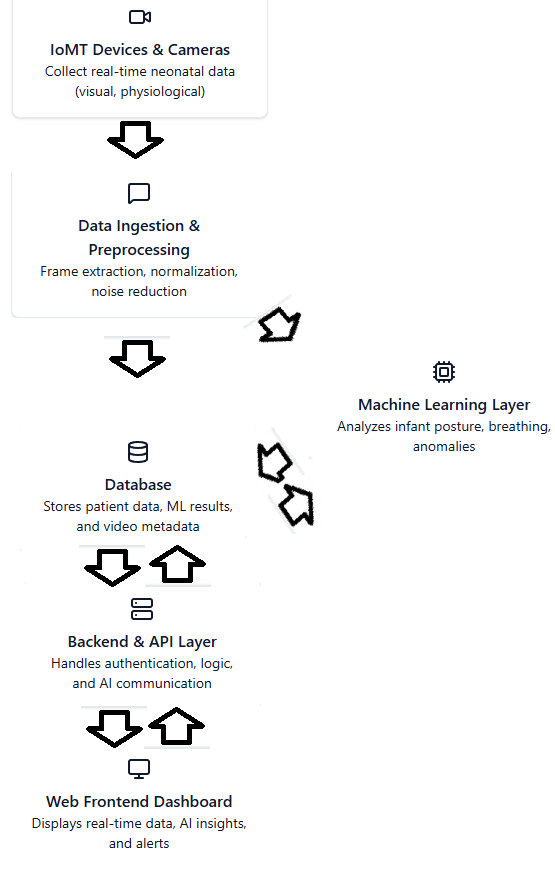 IoMT Devices & Cameras
Collect real-time neonatal data
(visual, physiological)
Data Ingestion &
Preprocessing
Frame extraction, normalization,
noise reduction
Machine Learning Layer
Analyzes infant posture, breathing,
anomalies
Database
Stores patient data, ML results,
and video metadata
Backend & API Layer
Handles authentication, logic,
and AI communication
Web Frontend Dashboard
Displays real-time data, AI insights,
and alerts